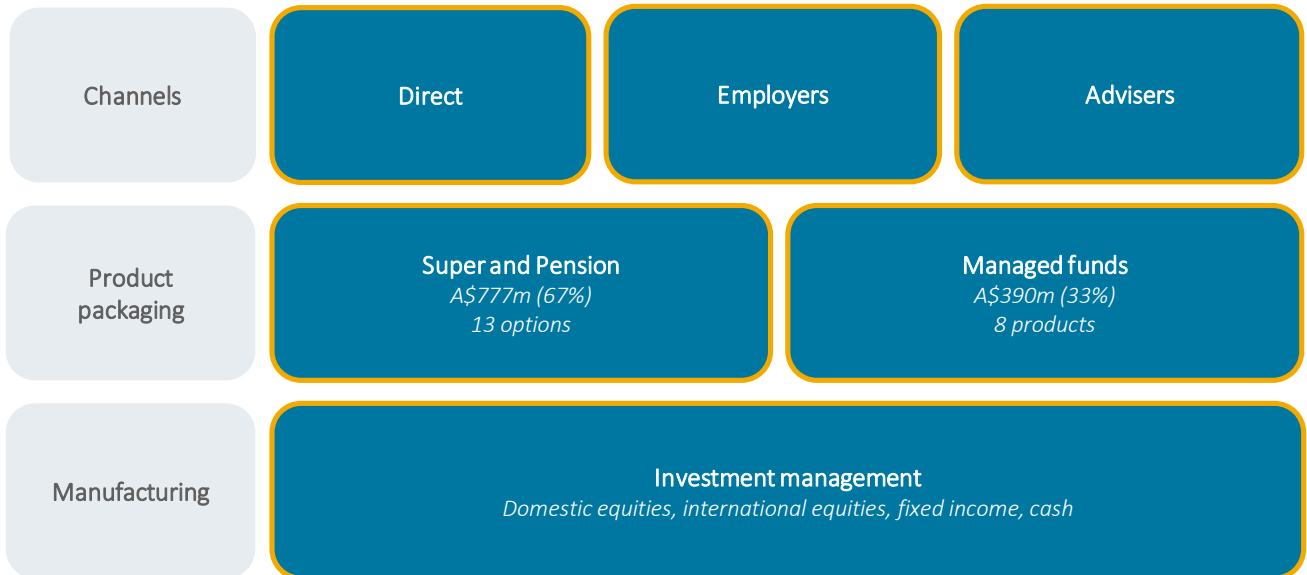 Channels
Direct
Employers
Advisers
Product
packaging
Super and Pension
A$777m (67%)
13 options
Managed funds
A$390m (33%)
8 products
Manufacturing
Investment management
Domestic equities, international equities, fixed income, cash